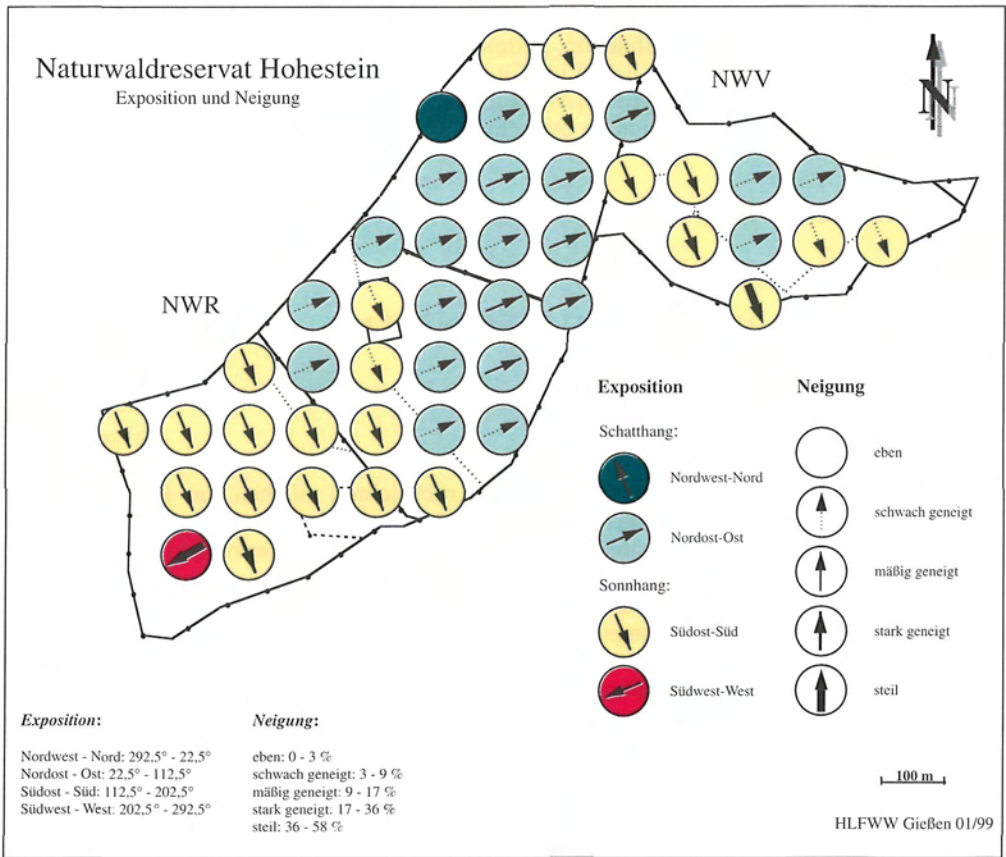 Naturwaldreservat Hohestein
Exposition und Neigung
NWV
N
NWR
Exposition
Schatthang:
Nordwest-Nord
Nordost-Ost
Sonnhang:
Südost-Süd
Südwest-West
Neigung
eben
schwach geneigt
mäßig geneigt
stark geneigt
steil
Exposition:
Nordwest - Nord: 292,5° - 22,5°
Nordost - Ost: 22,5° - 112,5°
Südost - Süd: 112,5° - 202,5°
Südwest - West: 202,5° - 292,5°
Neigung:
eben: 0 - 3 %
schwach geneigt: 3 - 9 %
mäßig geneigt: 9 - 17 %
stark geneigt: 17 - 36 %
steil: 36 - 58 %
100 m
HLFWW Gießen 01/99